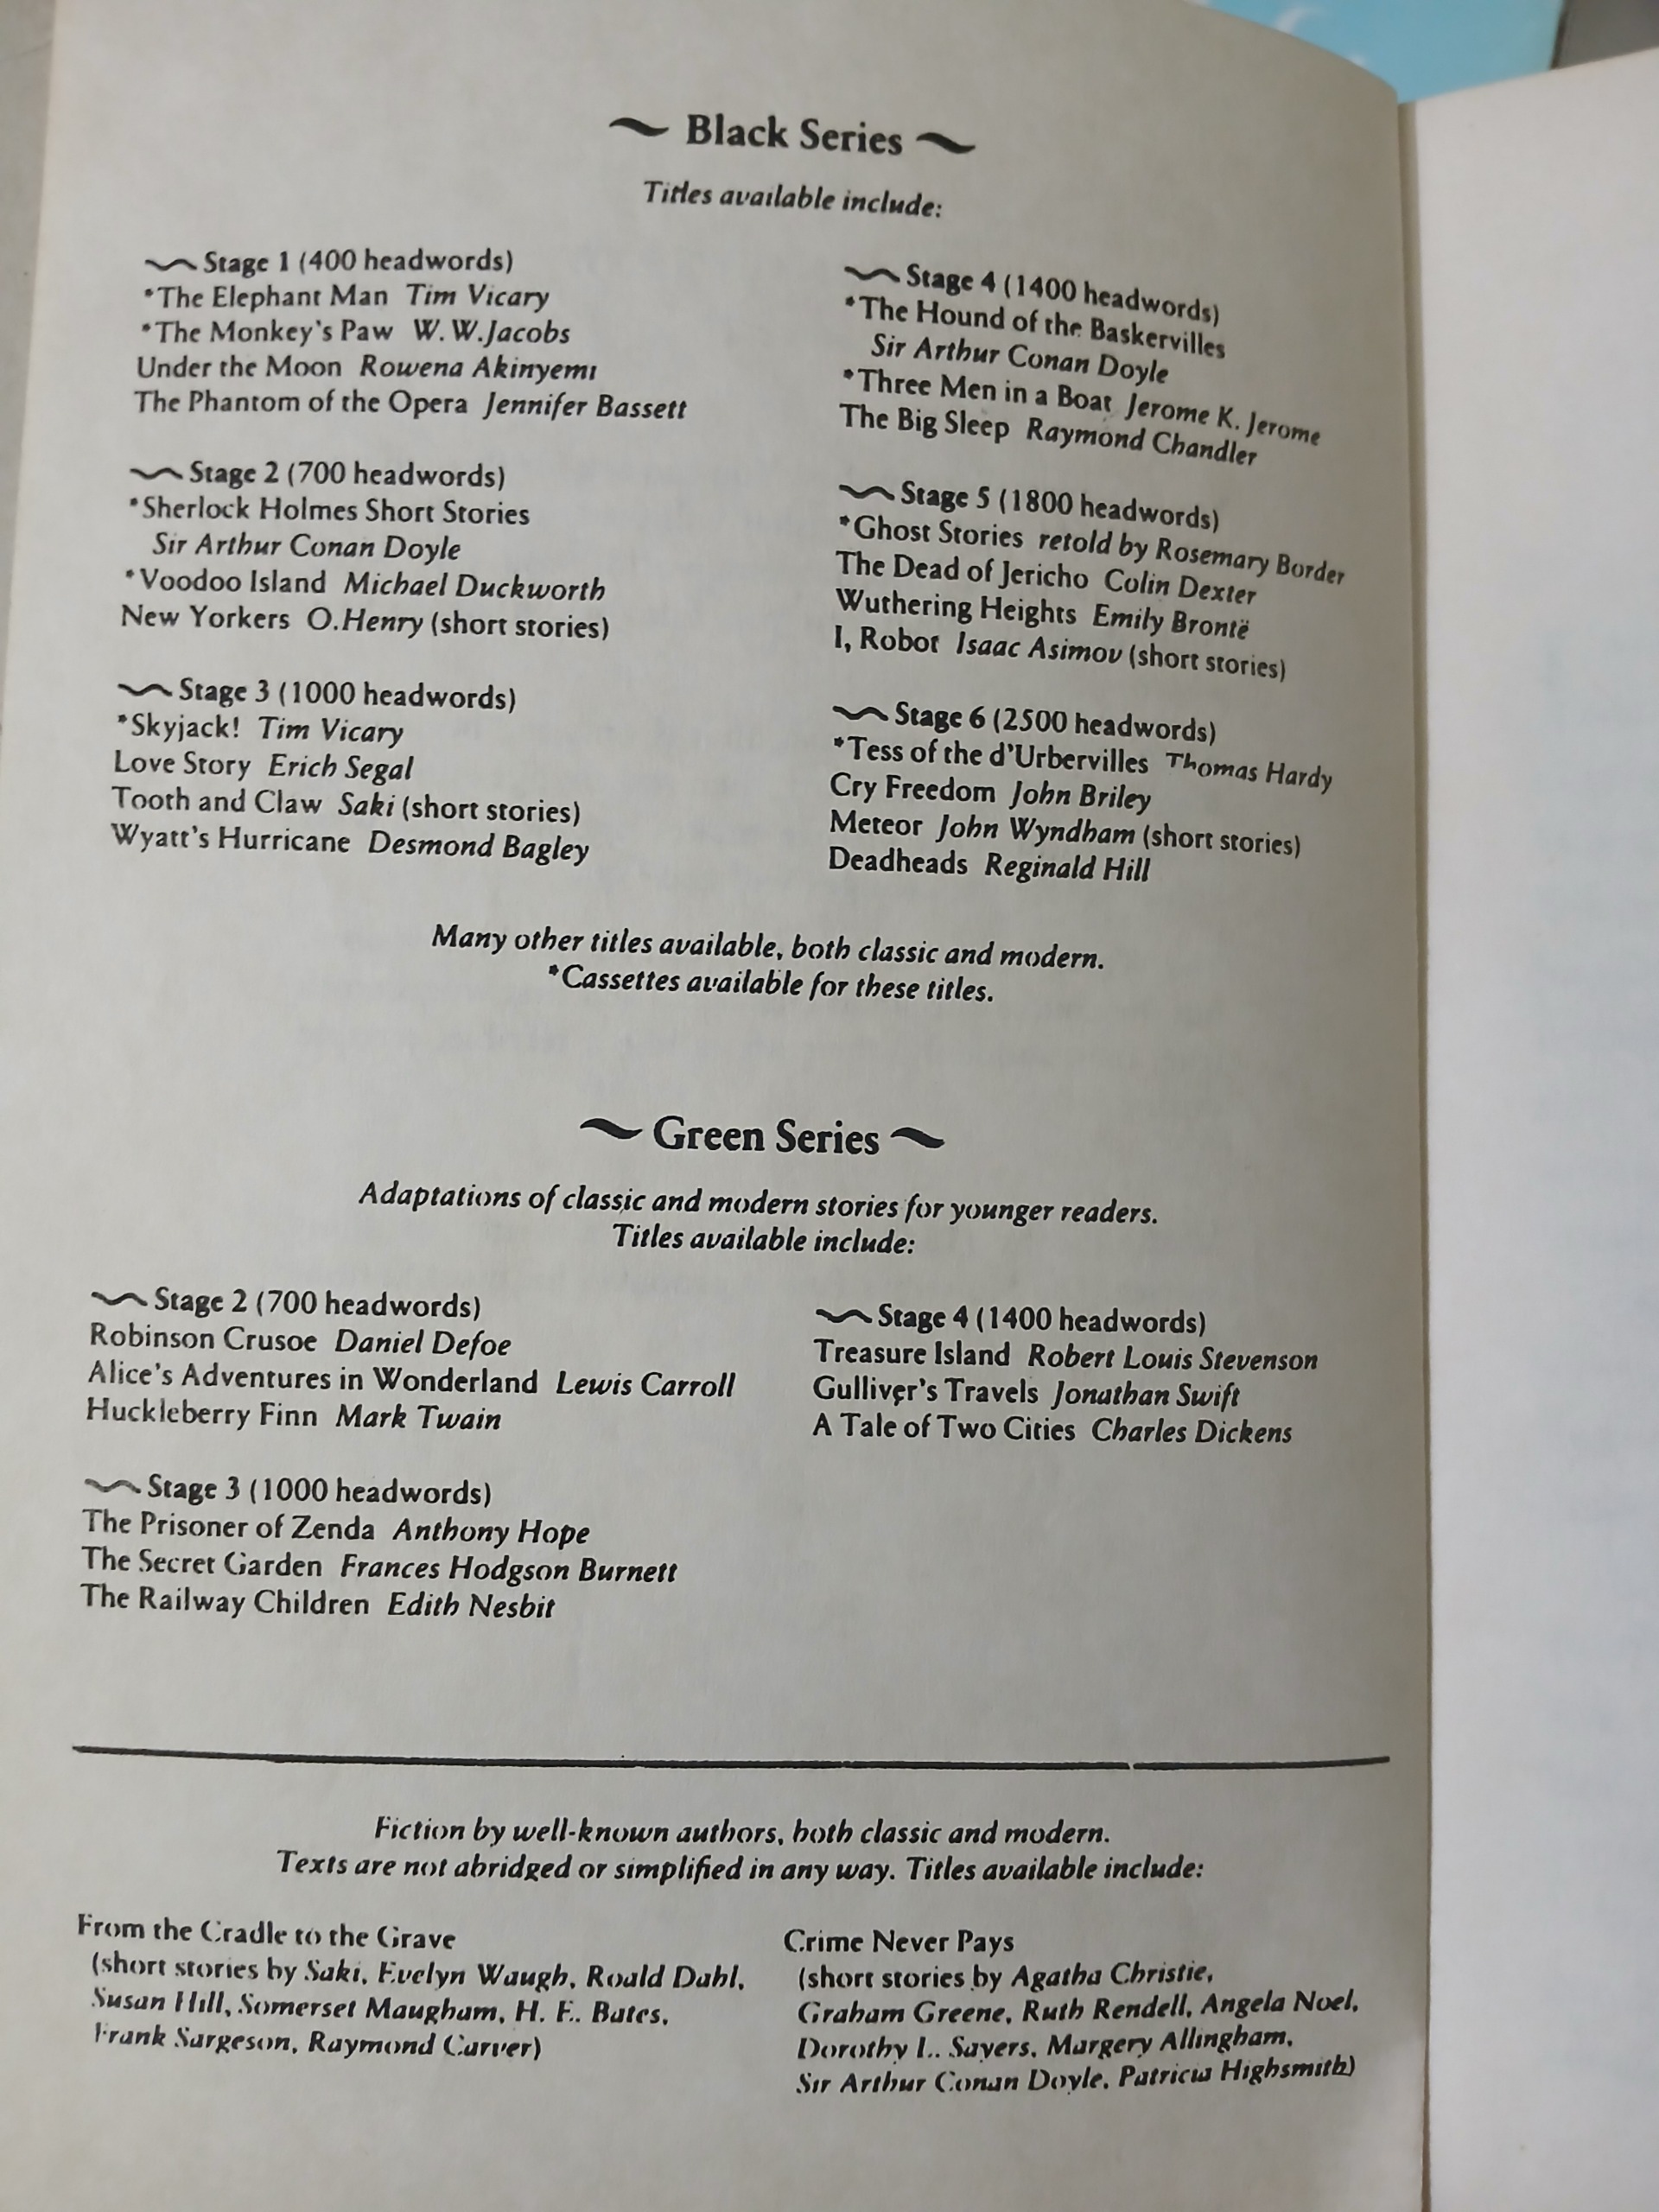 Black Series
Titles available include:
Stage 1 (400 headwords)
*The Elephant Man Tim Vicary
*The Monkey's Paw W.W.Jacobs
Under the Moon Rowena Akinyemi
The Phantom of the Opera Jennifer Bassett
Stage 2 (700 headwords)
*Sherlock Holmes Short Stories
Sir Arthur Conan Doyle
*Voodoo Island Michael Duckworth
New Yorkers O.Henry (short stories)
Stage 3 (1000 headwords)
*Skyjack! Tim Vicary
Love Story Erich Segal
Tooth and Claw Saki (short stories)
Wyatt's Hurricane Desmond Bagley
Stage 4 (1400 headwords)
*The Hound of the Baskervilles
Sir Arthur Conan Doyle
*Three Men in a Boat Jerome K. Jerome
The Big Sleep Raymond Chandler
Stage 5 (1800 headwords)
*Ghost Stories retold by Rosemary Border
The Dead of Jericho Colin Dexter
Wuthering Heights Emily Brontë
I, Robot Isaac Asimov (short stories)
Stage 6 (2500 headwords)
*Tess of the d'Urbervilles Thomas Hardy
Cry Freedom John Briley
Meteor John Wyndham (short stories)
Deadheads Reginald Hill
Many other titles available, both classic and modern.
*Cassettes available for these titles.
Green Series
Adaptations of classic and modern stories for younger readers.
Titles available include:
Stage 2 (700 headwords)
Robinson Crusoe Daniel Defoe
Alice's Adventures in Wonderland Lewis Carroll
Huckleberry Finn Mark Twain
Stage 3 (1000 headwords)
The Prisoner of Zenda Anthony Hope
The Secret Garden Frances Hodgson Burnett
The Railway Children Edith Nesbit
Stage 4 (1400 headwords)
Treasure Island Robert Louis Stevenson
Gulliver's Travels Jonathan Swift
A Tale of Two Cities Charles Dickens
Fiction by well-known authors, both classic and modern.
Texts are not abridged or simplified in any way. Titles available include:
From the Cradle to the Grave
(short stories by Saki, Evelyn Waugh, Roald Dahl,
Susan Hill, Somerset Maugham, H. E. Bates,
Frank Sargeson, Raymond Carver)
Crime Never Pays
(short stories by Agatha Christie,
Graham Greene, Ruth Rendell, Angela Noel,
Dorothy L. Sayers, Margery Allingham,
Sir Arthur Conan Doyle, Patricia Highsmith)